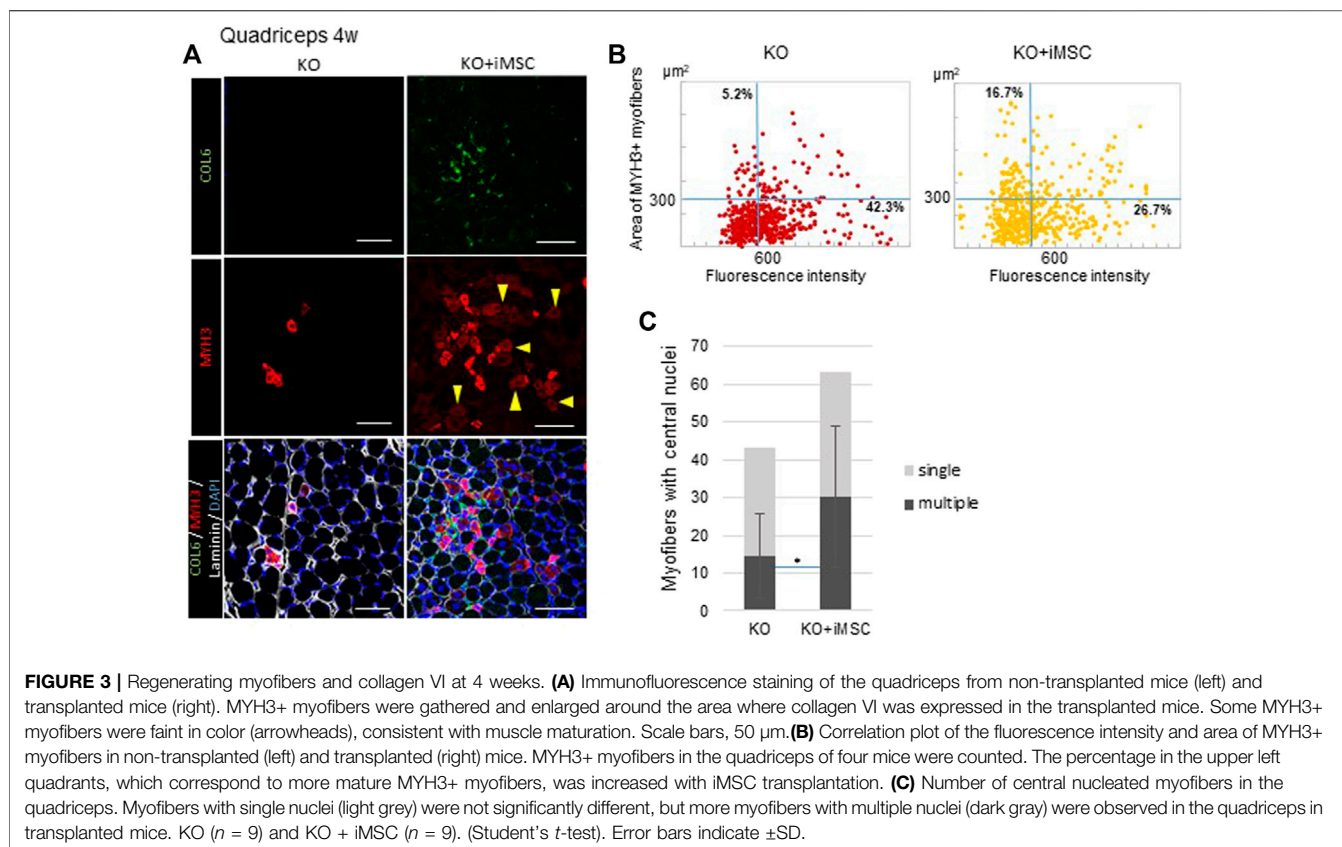 Quadriceps 4w
A
KO
KO+iMSC
COL6
MYH3
COL6 / MYH3 /
Laminin / DAPI
B
KO
KO+iMSC
µm²
5.2%
Area of MYH3+ myofibers
300
42.3%
600
Fluorescence intensity
µm²
16.7%
300
26.7%
600
Fluorescence intensity
C
Myofibers with central nuclei
70
60
50
40
30
20
10
0
*
KO
KO+iMSC
single
multiple
FIGURE 3 | Regenerating myofibers and collagen VI at 4 weeks. (A) Immunofluorescence staining of the quadriceps from non-transplanted mice (left) and
transplanted mice (right). MYH3+ myofibers were gathered and enlarged around the area where collagen VI was expressed in the transplanted mice. Some MYH3+
myofibers were faint in color (arrowheads), consistent with muscle maturation. Scale bars, 50 µm.(B) Correlation plot of the fluorescence intensity and area of MYH3+
myofibers in non-transplanted (left) and transplanted (right) mice. MYH3+ myofibers in the quadriceps of four mice were counted. The percentage in the upper left
quadrants, which correspond to more mature MYH3+ myofibers, was increased with iMSC transplantation. (C) Number of central nucleated myofibers in the
quadriceps. Myofibers with single nuclei (light grey) were not significantly different, but more myofibers with multiple nuclei (dark gray) were observed in the quadriceps in
transplanted mice. KO (n = 9) and KO + iMSC (n = 9). (Student's t-test). Error bars indicate ±SD.